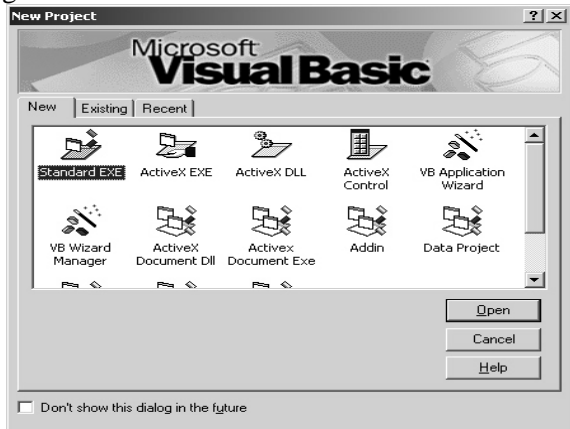 New Project
Microsoft
Visual Basic
New Existing Recent
Standard EXE ActiveX EXE ActiveX DLL ActiveX Control VB Application Wizard
VB Wizard Manager ActiveX Document Dll Activex Document Exe Addin Data Project
Open
Cancel
Help
Don't show this dialog in the future